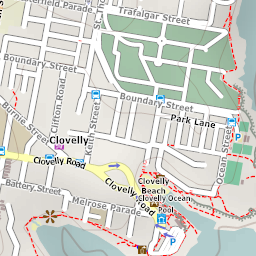 Trafalgar Street
Boundary Street
Clifton Road
Boundary Street
Park Lane
Burnie Street
Clovelly
Keith Street
Ocean Street
Clovelly Road
Clovelly
Beach
Clovelly Ocean
Pool
Clovelly Road
Battery Street
Melrose Parade
P